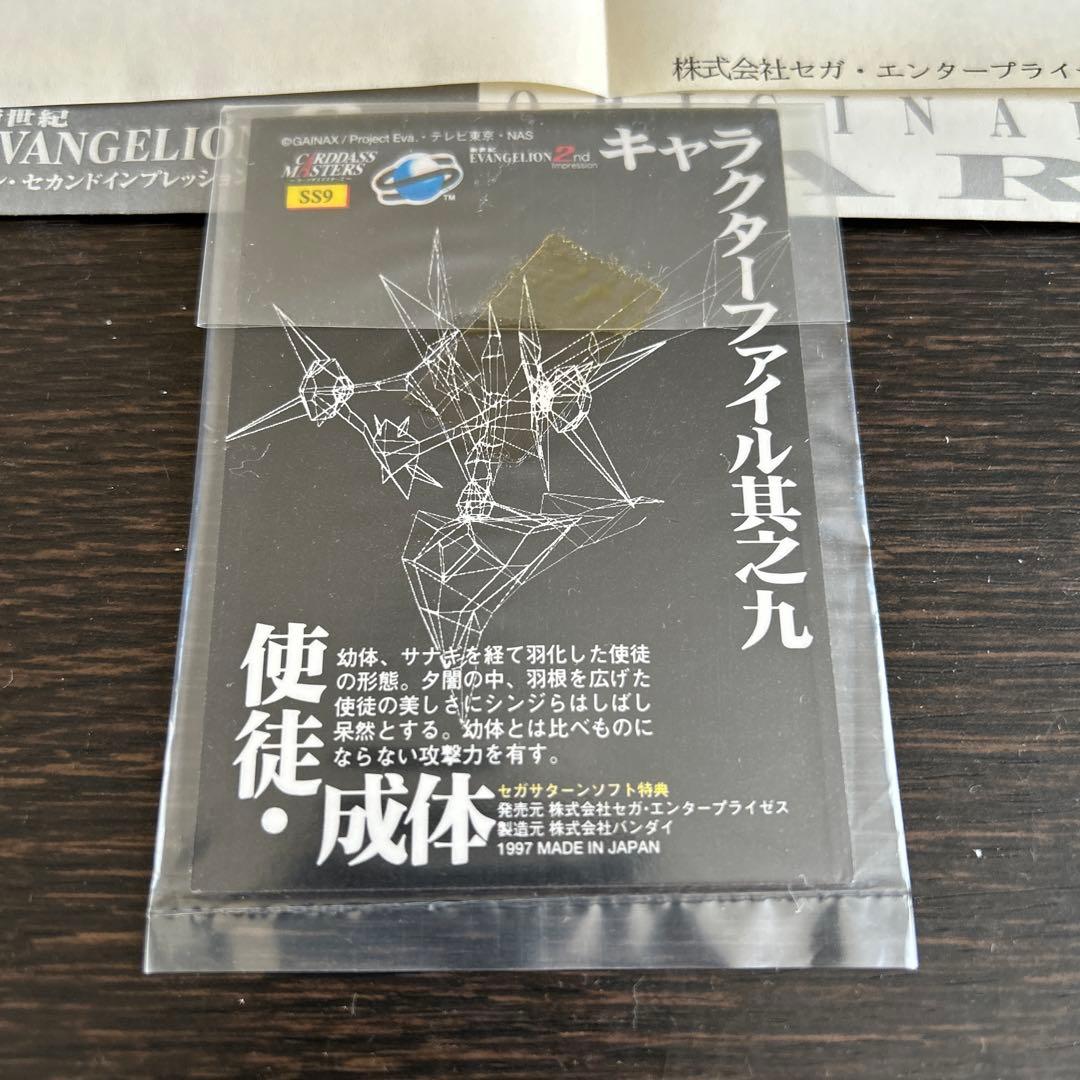 株式会社セガ・エンタープライ
世紀
VANGELION
ン・セカンドインプレッション
ORIGINA
AR
©GAINAX / Project Eva.・テレビ東京・NAS
CARDDASS
MASTERS
SS9
TM
EVANGELION 2nd
Impression
キャラクターファイル其之九
使徒・
成体
幼体、サナギを経て羽化した使徒
の形態。夕闇の中、羽根を広げた
使徒の美しさにシンジらはしばし
呆然とする。幼体とは比べものに
ならない攻撃力を有す。
セガサターンソフト特典
発売元 株式会社セガ・エンタープライゼス
製造元 株式会社バンダイ
1997 MADE IN JAPAN